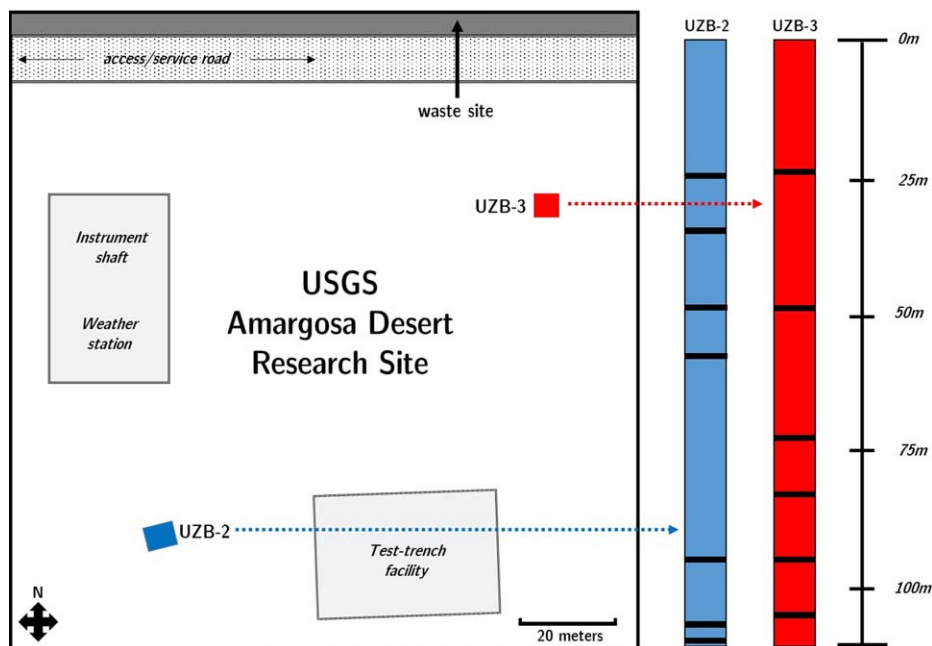 UZB-2
UZB-3
0m
access/service road
waste site
25m
UZB-3
Instrument
shaft
Weather
station
USGS
Amargosa Desert
Research Site
50m
75m
UZB-2
Test-trench
facility
100m
N
20 meters